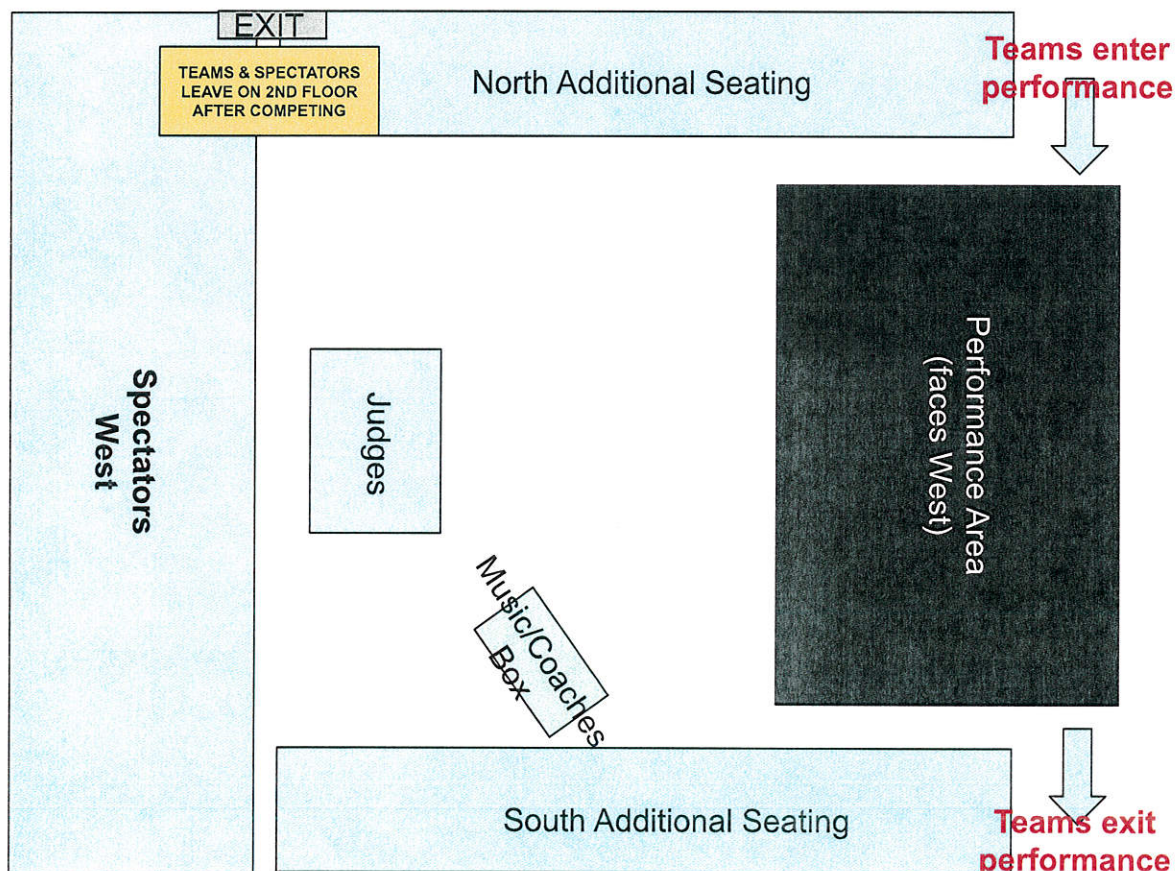 EXIT
TEAMS & SPECTATORS
LEAVE ON 2ND FLOOR
AFTER COMPETING
North Additional Seating
Teams enter
performance
Spectators
West
Judges
Performance Area
(faces West)
Music/Coaches
Box
South Additional Seating
Teams exit
performance